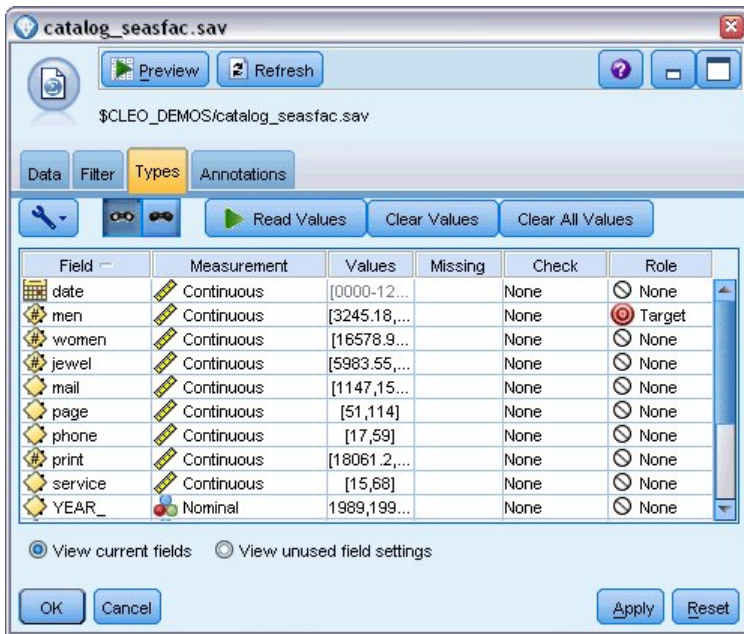 catalog_seasfac.sav
Preview Refresh
$CLEO_DEMOS/catalog_seasfac.sav
Data Filter Types Annotations
Read Values Clear Values Clear All Values
Field Measurement Values Missing Check Role
date Continuous [0000-12... None None
men Continuous [3245.18,... None Target
women Continuous [16578.9... None None
jewel Continuous [5983.55,... None None
mail Continuous [1147,15... None None
page Continuous [51,114] None None
phone Continuous [17,59] None None
print Continuous [18061.2,... None None
service Continuous [15,68] None None
YEAR_ Nominal 1989,199... None None
View current fields View unused field settings
OK Cancel Apply Reset